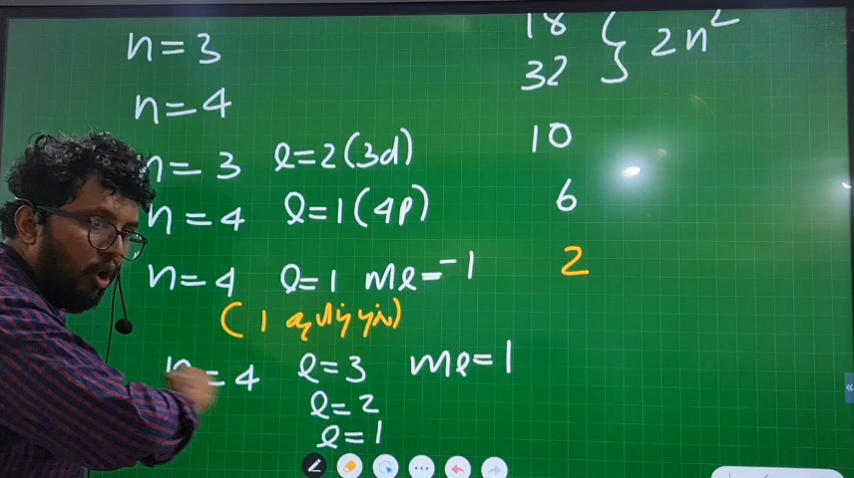 n = 3 18 } 2n²
n = 4 32
n = 3 l = 2 (3d) 10
n = 4 l = 1 (4p) 6
n = 4 l = 1 ml = -1 2
(1
n = 4 l = 3 ml = 1
l = 2
l = 1